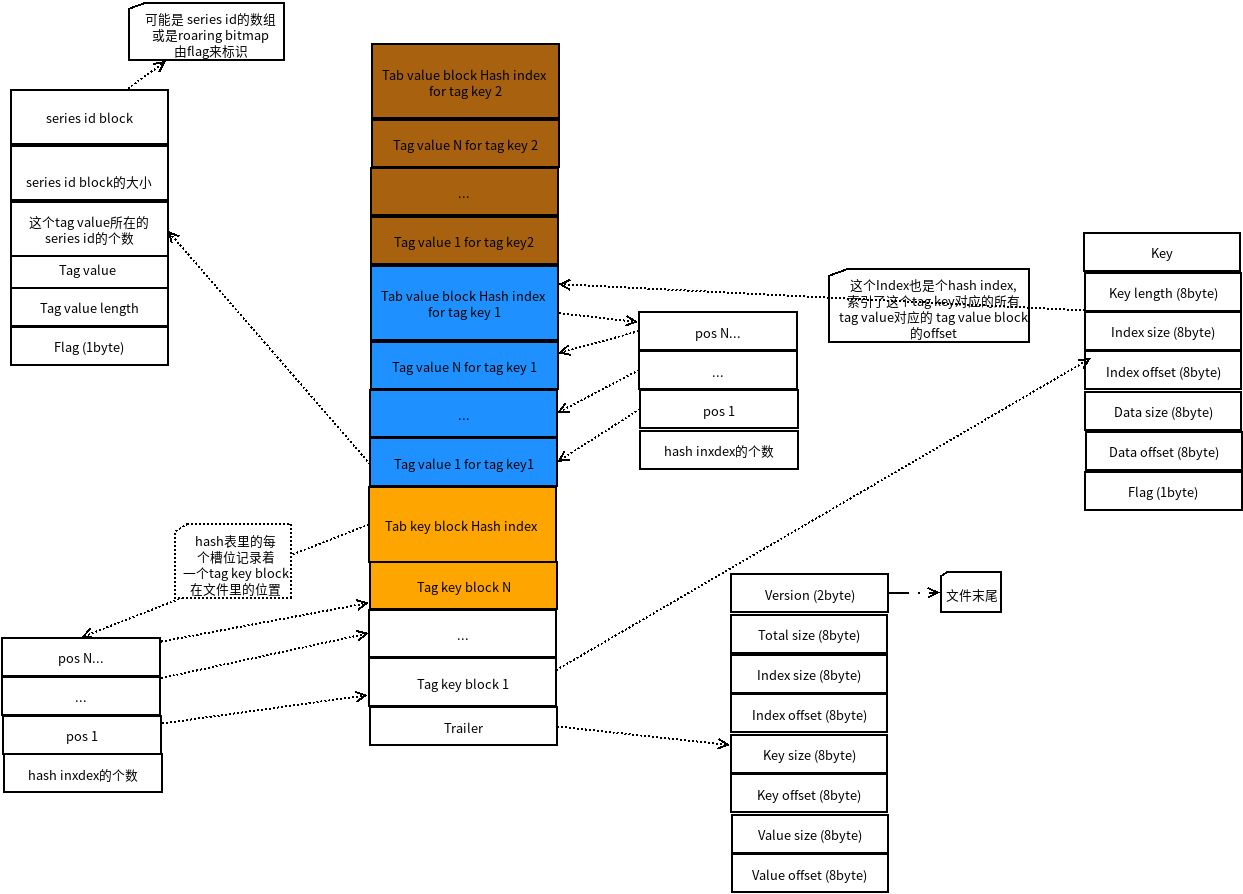 可能是 series id的数组
或是roaring bitmap
由flag来标识
series id block
series id block的大小
这个tag value所在的
series id的个数
Tag value
Tag value length
Flag (1byte)
Tab value block Hash index
for tag key 2
Tag value N for tag key 2
...
Tag value 1 for tag key2
Tab value block Hash index
for tag key 1
Tag value N for tag key 1
...
Tag value 1 for tag key1
Tab key block Hash index
Tag key block N
...
Tag key block 1
Trailer
pos N...
...
pos 1
hash inxdex的个数
这个Index也是个hash index,
索引了这个tag key对应的所有
tag value对应的 tag value block
的offset
Key
Key length (8byte)
Index size (8byte)
Index offset (8byte)
Data size (8byte)
Data offset (8byte)
Flag (1byte)
hash表里的每
个槽位记录着
一个tag key block
在文件里的位置
pos N...
...
pos 1
hash inxdex的个数
Version (2byte)
文件末尾
Total size (8byte)
Index size (8byte)
Index offset (8byte)
Key size (8byte)
Key offset (8byte)
Value size (8byte)
Value offset (8byte)